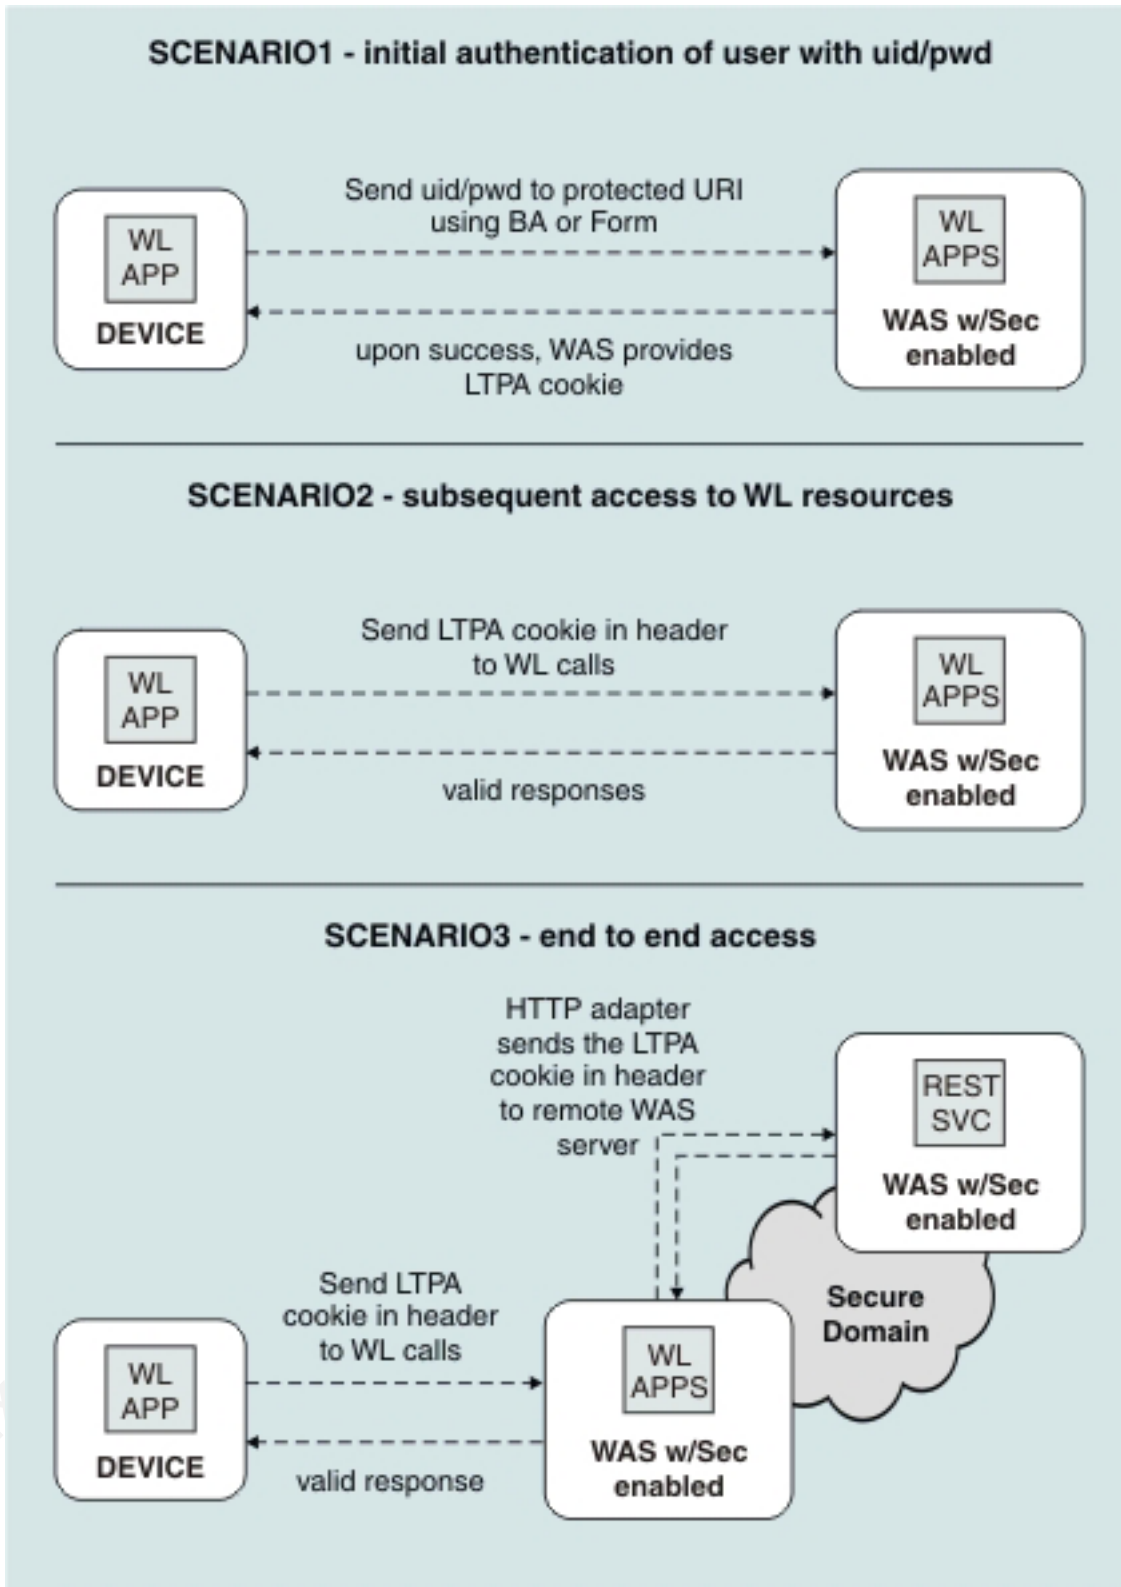 SCENARIO1 - initial authentication of user with uid/pwd
Send uid/pwd to protected URI
using BA or Form
WL
APP
DEVICE
WL
APPS
WAS w/Sec
enabled
upon success, WAS provides
LTPA cookie
SCENARIO2 - subsequent access to WL resources
Send LTPA cookie in header
to WL calls
WL
APP
DEVICE
WL
APPS
WAS w/Sec
enabled
valid responses
SCENARIO3 - end to end access
HTTP adapter
sends the LTPA
cookie in header
to remote WAS
server
REST
SVC
WAS w/Sec
enabled
Secure
Domain
Send LTPA
cookie in header
to WL calls
WL
APP
DEVICE
WL
APPS
WAS w/Sec
enabled
valid response